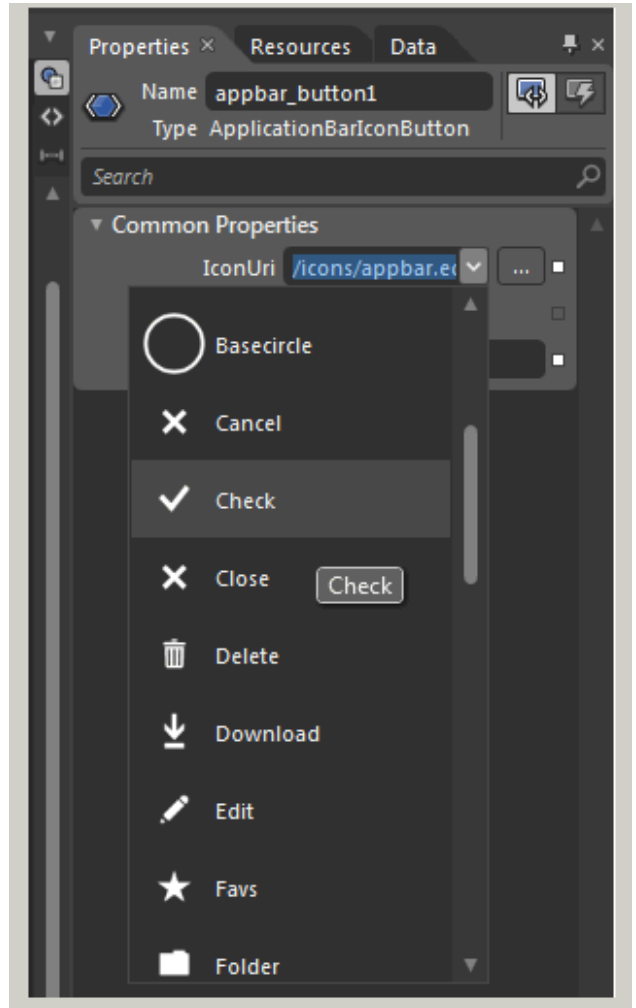 Properties × Resources Data
Name appbar_button1
Type ApplicationBarIconButton
Search
Common Properties
IconUri /icons/appbar.ed
...
Basecircle
Cancel
Check
Close
Check
Delete
Download
Edit
Favs
Folder